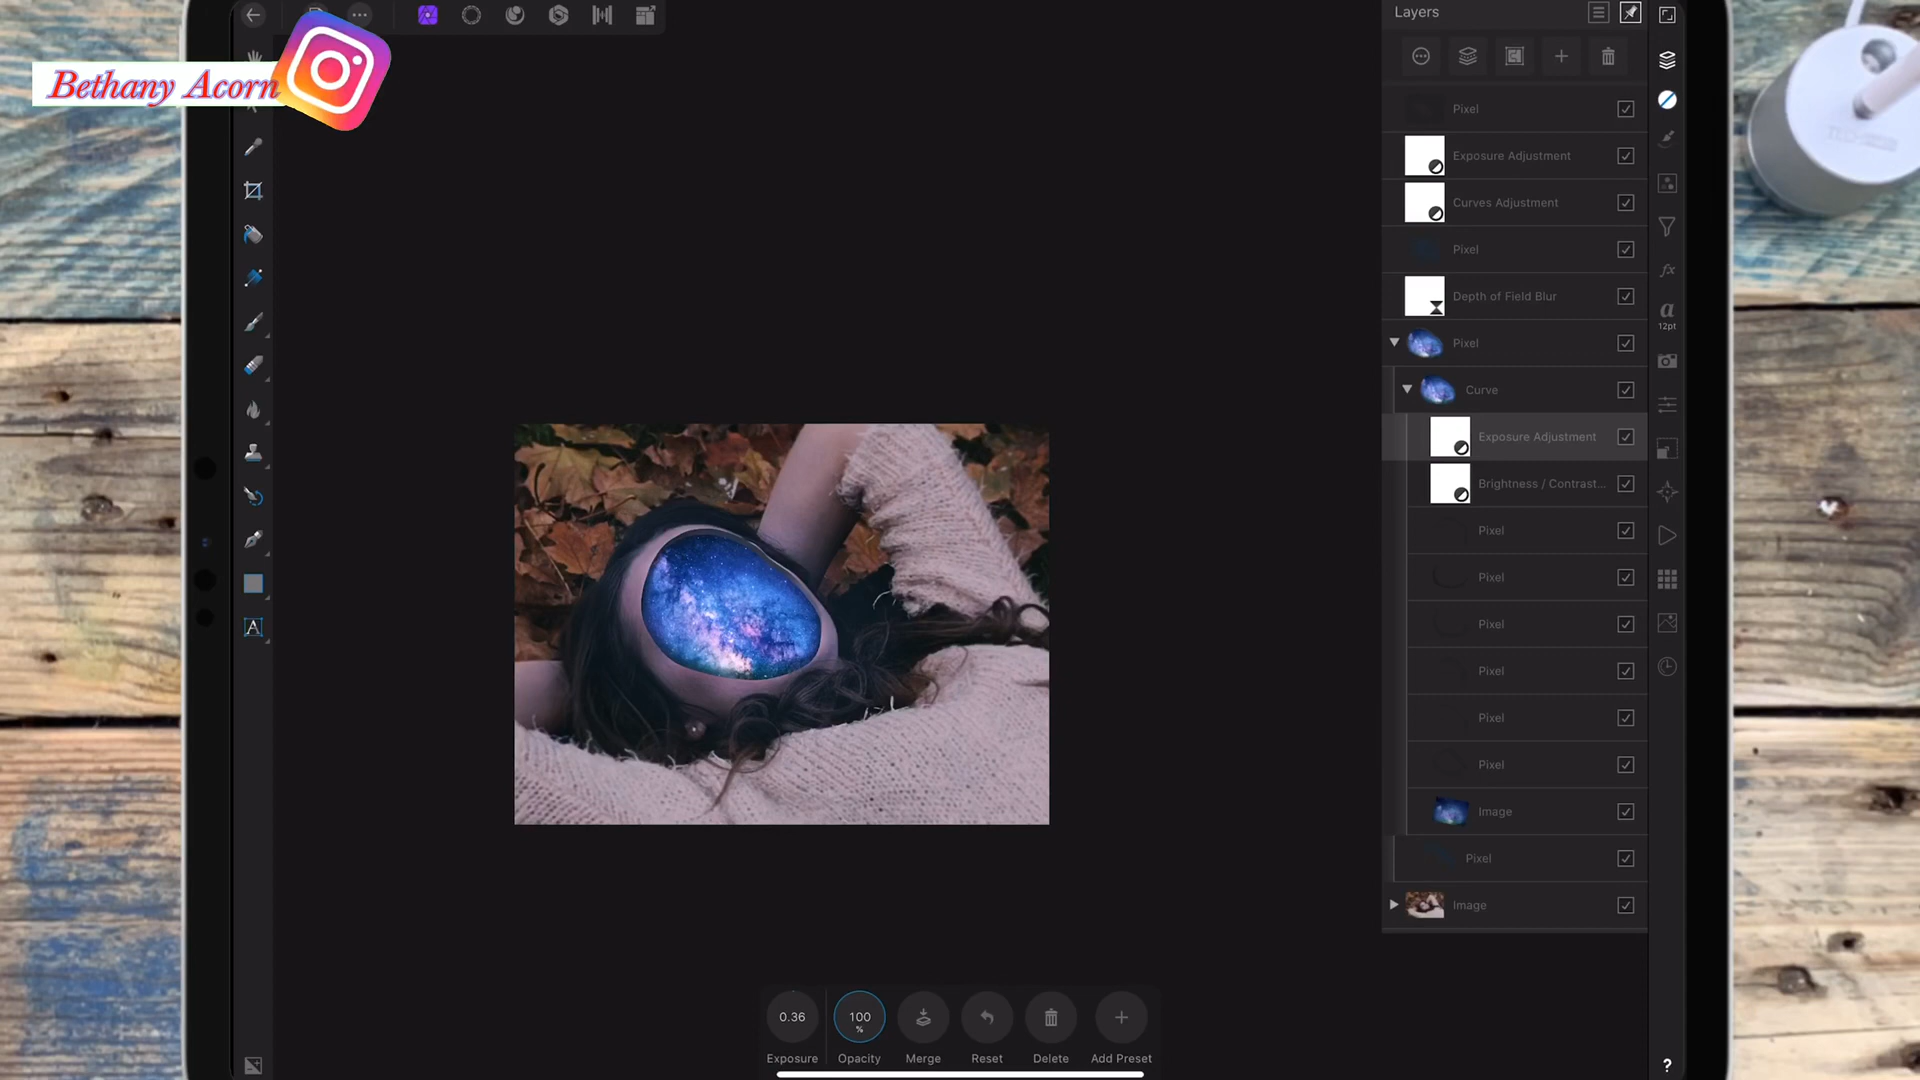 Bethany Acorn
Layers
Pixel
Exposure Adjustment
Curves Adjustment
Pixel
Depth of Field Blur
Pixel
Curve
Exposure Adjustment
Brightness / Contrast...
Pixel
Pixel
Pixel
Pixel
Pixel
Pixel
Image
Pixel
Image
a
12pt
fx
A
0.36
100
%
Exposure
Opacity
Merge
Reset
Delete
Add Preset
?